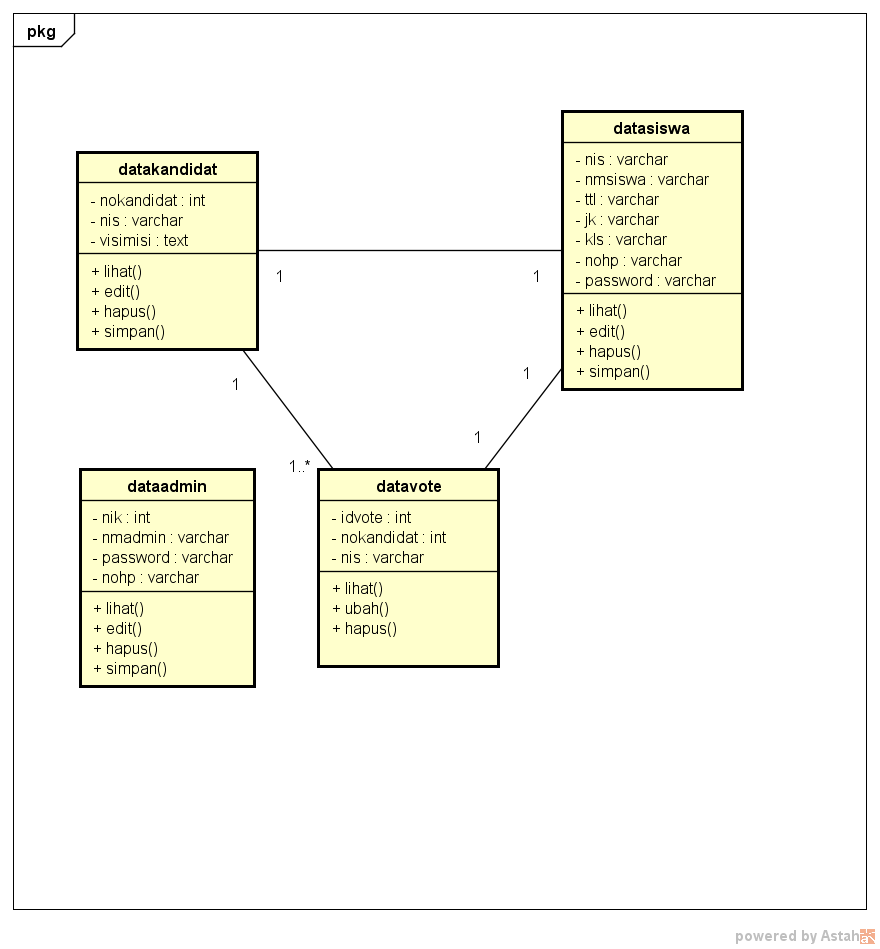 pkg
datakandidat
- nokandidat : int
- nis : varchar
- visimisi : text
+ lihat()
+ edit()
+ hapus()
+ simpan()
datasiswa
- nis : varchar
- nmsiswa : varchar
- ttl : varchar
- jk : varchar
- kls : varchar
- nohp : varchar
- password : varchar
+ lihat()
+ edit()
+ hapus()
+ simpan()
1
1
1
1..*
1
1
dataadmin
- nik : int
- nmadmin : varchar
- password : varchar
- nohp : varchar
+ lihat()
+ edit()
+ hapus()
+ simpan()
datavote
- idvote : int
- nokandidat : int
- nis : varchar
+ lihat()
+ ubah()
+ hapus()
powered by Astah